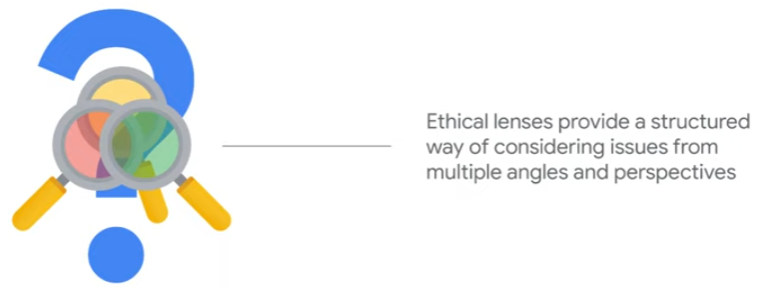 Ethical lenses provide a structured
way of considering issues from
multiple angles and perspectives